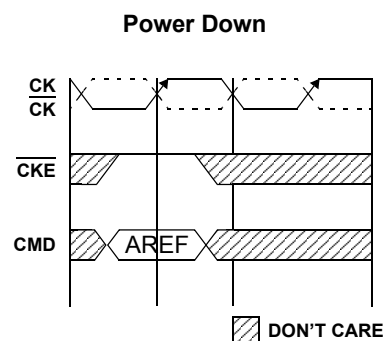 Power Down
CK
CK
CKE
CMD
AREF
DON'T CARE